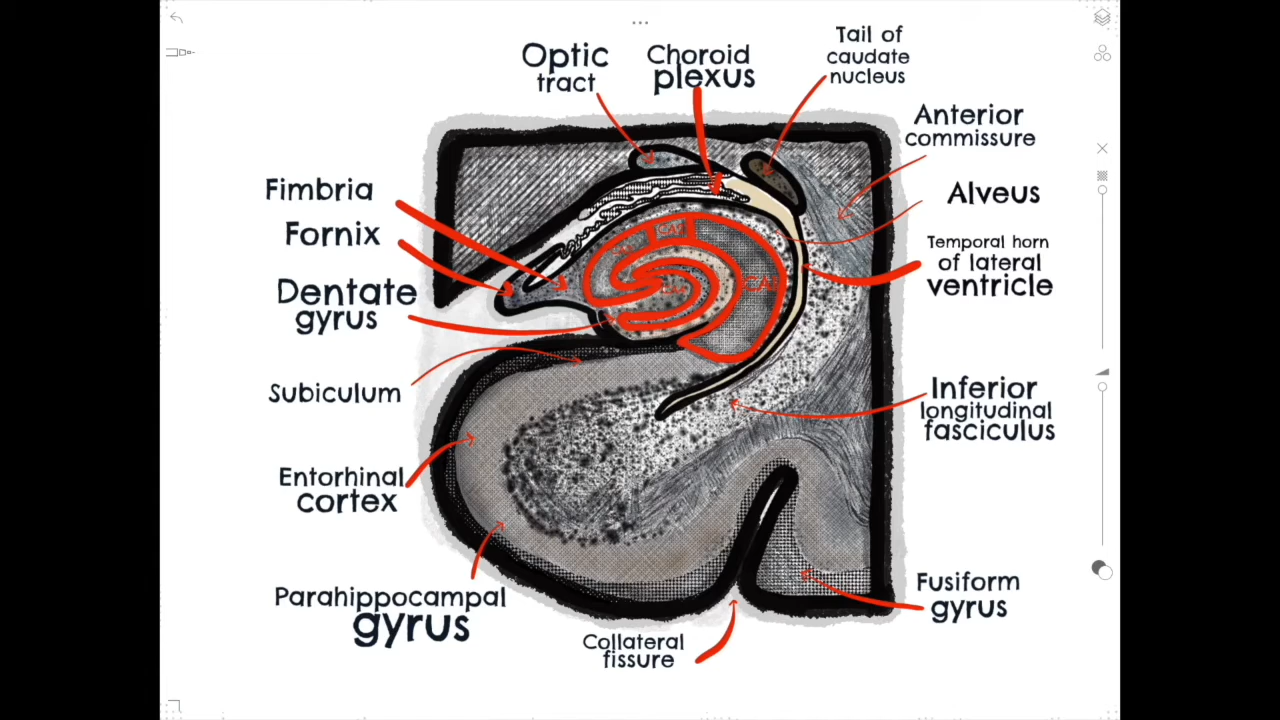 Optic
tract
Choroid
plexus
Tail of
caudate
nucleus
Anterior
commissure
Fimbria
Alveus
Fornix
Temporal horn
of lateral
ventricle
Dentate
gyrus
Subiculum
Inferior
longitudinal
fasciculus
Entorhinal
cortex
Fusiform
gyrus
Parahippocampal
gyrus
Collateral
fissure